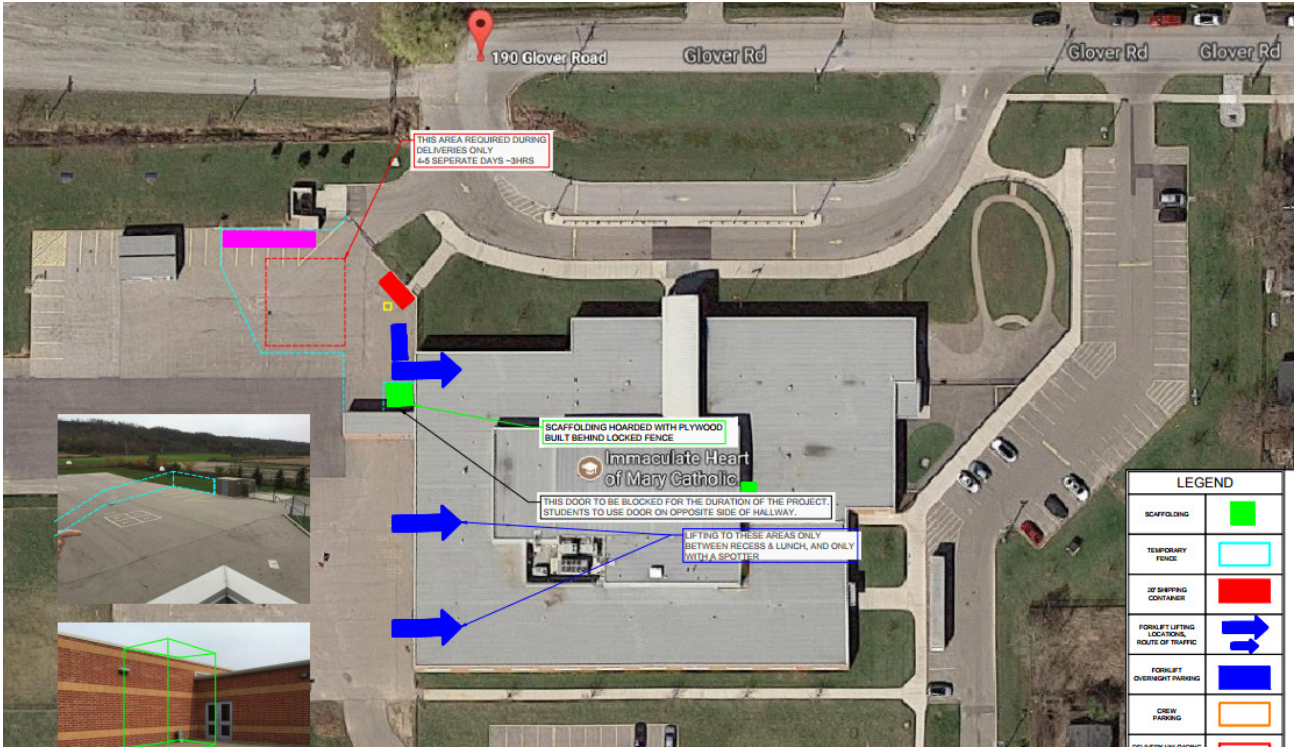 190 Glover Road
Glover Rd
Glover Rd
Glover Rd
THIS AREA REQUIRED DURING
DELIVERIES ONLY
4-5 SEPERATE DAYS ~3HRS
SCAFFOLDING HOARDED WITH PLYWOOD
BUILT BEHIND LOCKED FENCE
Immaculate Heart
of Mary Catholic
THIS DOOR TO BE BLOCKED FOR THE DURATION OF THE PROJECT.
STUDENTS TO USE DOOR ON OPPOSITE SIDE OF HALLWAY.
LIFTING TO THESE AREAS ONLY
BETWEEN RECESS & LUNCH, AND ONLY
WITH A SPOTTER
LEGEND
SCAFFOLDING
TEMPORARY
FENCE
20' SHIPPING
CONTAINER
FORKLIFT LIFTING
LOCATIONS,
ROUTE OF TRAFFIC
FORKLIFT
OVERNIGHT PARKING
CREW
PARKING
DELIVERY UNLOADING